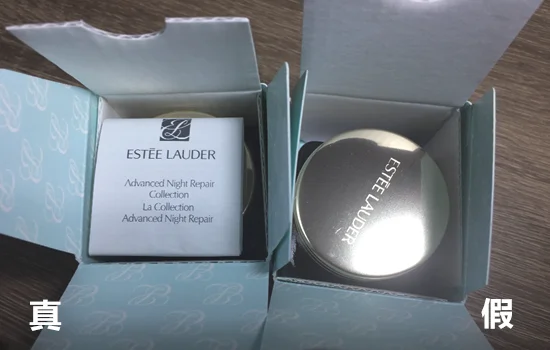 ESTĒE LAUDER
Advanced Night Repair
Collection
La Collection
Advanced Night Repair
ESTĒE LAUDER
真
假